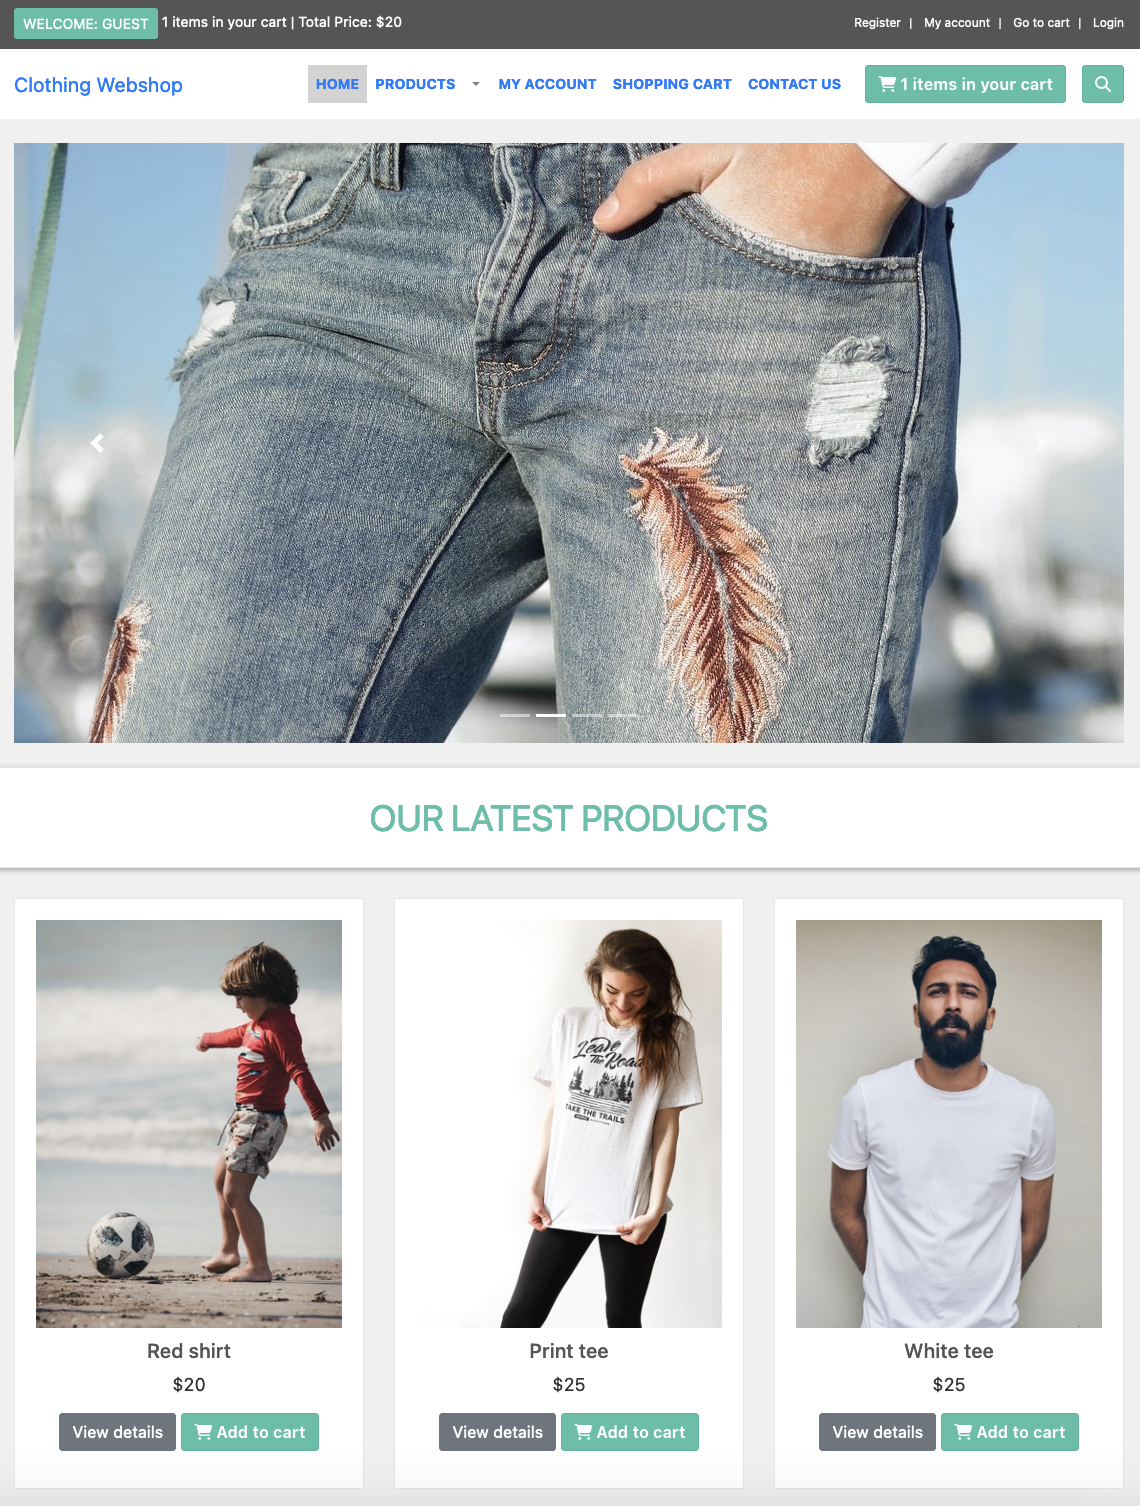 WELCOME: GUEST 1 items in your cart | Total Price: $20
Register | My account | Go to cart | Login
Clothing Webshop
HOME PRODUCTS MY ACCOUNT SHOPPING CART CONTACT US 1 items in your cart
OUR LATEST PRODUCTS
Leave
The Road
TAKE THE TRAILS
Red shirt
$20
View details Add to cart
Print tee
$25
View details Add to cart
White tee
$25
View details Add to cart